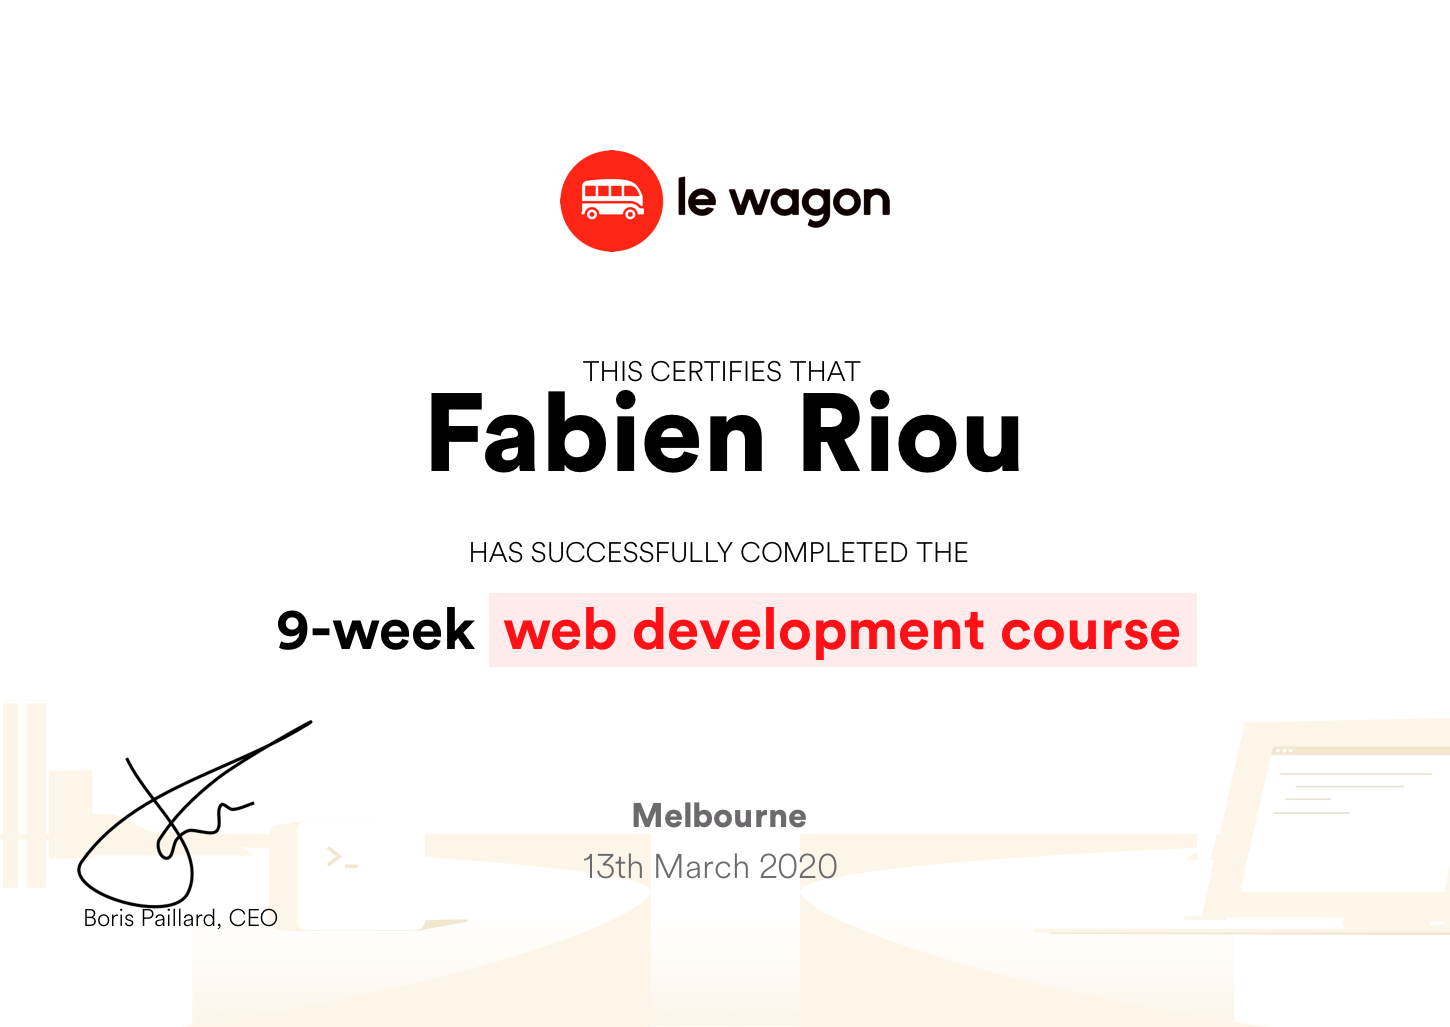 le wagon
THIS CERTIFIES THAT
Fabien Riou
HAS SUCCESSFULLY COMPLETED THE
9-week web development course
Melbourne
13th March 2020
Boris Paillard, CEO
>_